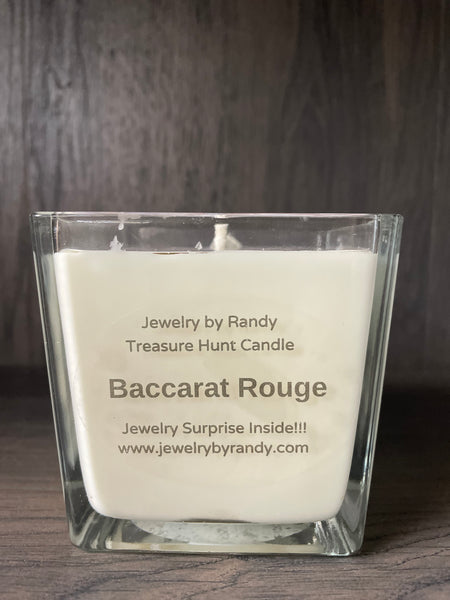 Jewelry by Randy
Treasure Hunt Candle
Baccarat Rouge
Jewelry Surprise Inside!!!
www.jewelrybyrandy.com